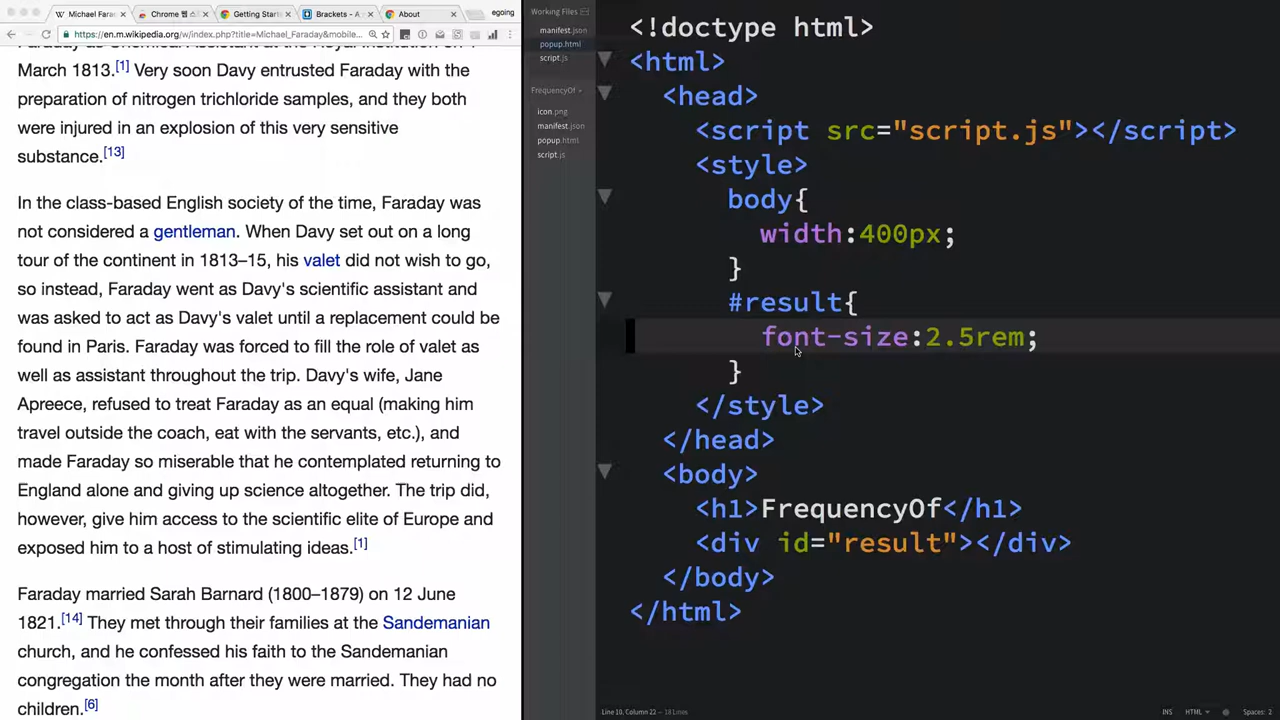 Michael Farad
Chrome 웹 스
Getting Starte
Brackets - A
About
egoing
https://en.m.wikipedia.org/w/index.php?title=Michael_Faraday&mobile...
March 1813.[1] Very soon Davy entrusted Faraday with the
preparation of nitrogen trichloride samples, and they both
were injured in an explosion of this very sensitive
substance.[13]
In the class-based English society of the time, Faraday was
not considered a gentleman. When Davy set out on a long
tour of the continent in 1813–15, his valet did not wish to go,
so instead, Faraday went as Davy's scientific assistant and
was asked to act as Davy's valet until a replacement could be
found in Paris. Faraday was forced to fill the role of valet as
well as assistant throughout the trip. Davy's wife, Jane
Apreece, refused to treat Faraday as an equal (making him
travel outside the coach, eat with the servants, etc.), and
made Faraday so miserable that he contemplated returning to
England alone and giving up science altogether. The trip did,
however, give him access to the scientific elite of Europe and
exposed him to a host of stimulating ideas.[1]
Faraday married Sarah Barnard (1800–1879) on 12 June
1821.[14] They met through their families at the Sandemanian
church, and he confessed his faith to the Sandemanian
congregation the month after they were married. They had no
children.[6]
Working Files
manifest.json
popup.html
script.js
FrequencyOf
icon.png
manifest.json
popup.html
script.js
<!doctype html>
<html>
<head>
<script src="script.js"></script>
<style>
body{
width:400px;
}
#result{
font-size:2.5rem;
}
</style>
</head>
<body>
<h1>FrequencyOf</h1>
<div id="result"></div>
</body>
</html>
Line 10, Column 22 — 18 Lines
INS
HTML
Spaces: 2